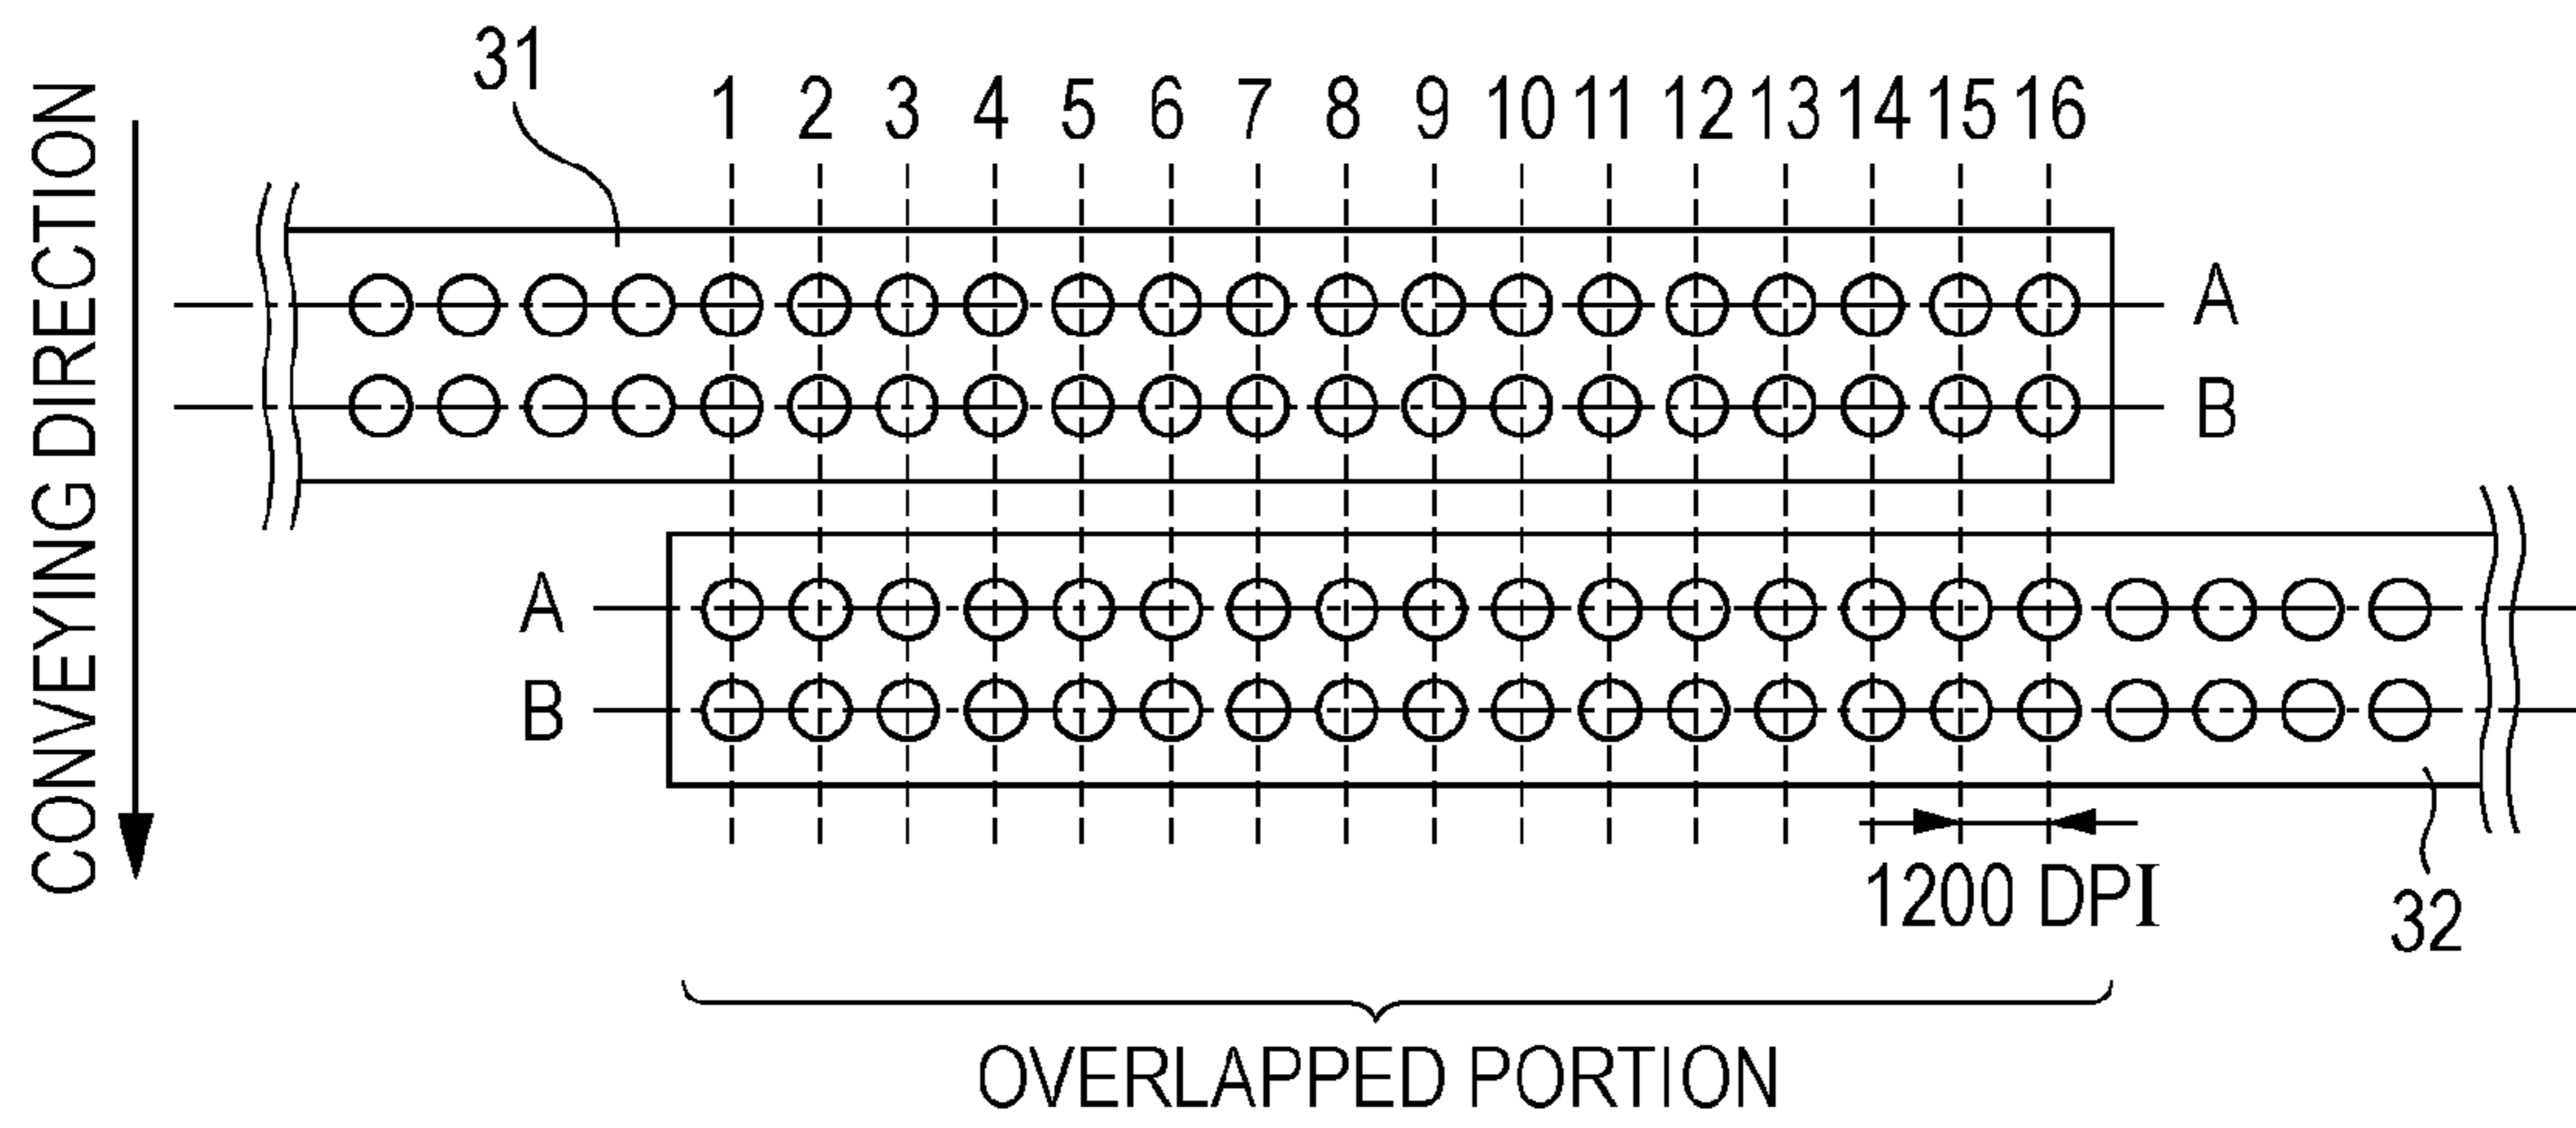 31
1 2 3 4 5 6 7 8 9 10 11 12 13 14 15 16
CONVEYING DIRECTION
A
B
A
B
1200 DPI
32
OVERLAPPED PORTION